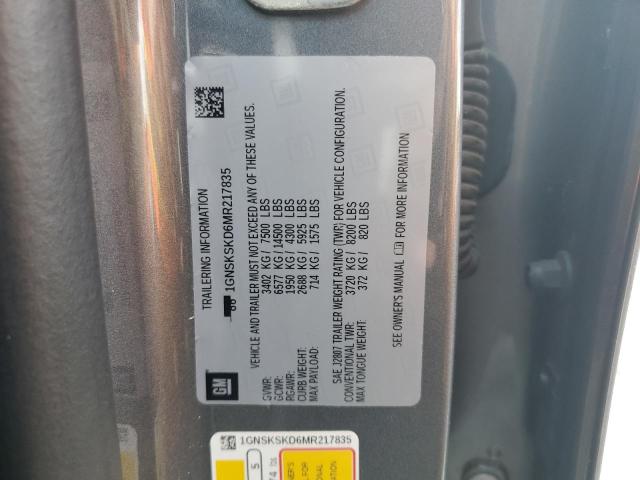 TRAILERING INFORMATION
1GNSKSKD6MR217835
VEHICLE AND TRAILER MUST NOT EXCEED ANY OF THESE VALUES.
GVWR: 3402 KG/ 7500 LBS
GCWR: 6577 KG/ 14500 LBS
RGAWR: 1950 KG/ 4300 LBS
CURB WEIGHT: 2688 KG/ 5925 LBS
MAX PAYLOAD: 714 KG/ 1575 LBS
SAE J2807 TRAILER WEIGHT RATING (TWR) FOR VEHICLE CONFIGURATION.
CONVENTIONAL TWR: 3720 KG/ 8200 LBS
MAX TONGUE WEIGHT: 372 KG/ 820 LBS
SEE OWNER'S MANUAL FOR MORE INFORMATION
GM
1GNSKSKD6MR217835
5
FOR